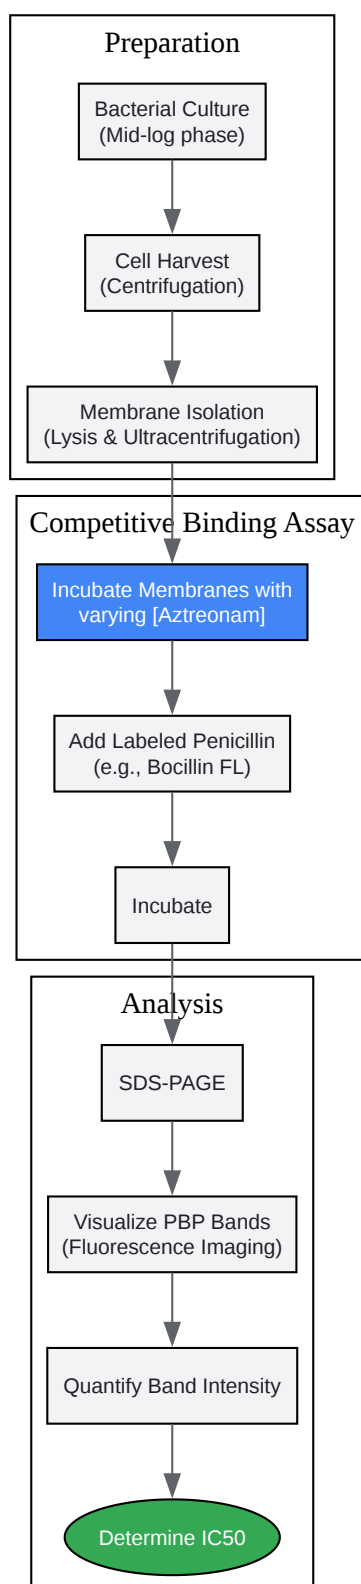 Preparation
Bacterial Culture
(Mid-log phase)
Cell Harvest
(Centrifugation)
Membrane Isolation
(Lysis & Ultracentrifugation)
Competitive Binding Assay
Incubate Membranes with
varying [Aztreonam]
Add Labeled Penicillin
(e.g., Bocillin FL)
Incubate
Analysis
SDS-PAGE
Visualize PBP Bands
(Fluorescence Imaging)
Quantify Band Intensity
Determine IC50